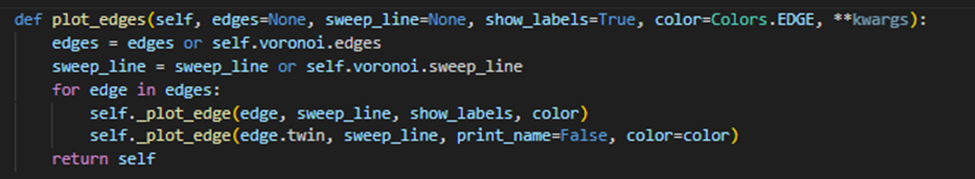 def plot_edges(self, edges=None, sweep_line=None, show_labels=True, color=Colors.EDGE, **kwargs):
    edges = edges or self.voronoi.edges
    sweep_line = sweep_line or self.voronoi.sweep_line
    for edge in edges:
        self._plot_edge(edge, sweep_line, show_labels, color)
        self._plot_edge(edge.twin, sweep_line, print_name=False, color=color)
    return self